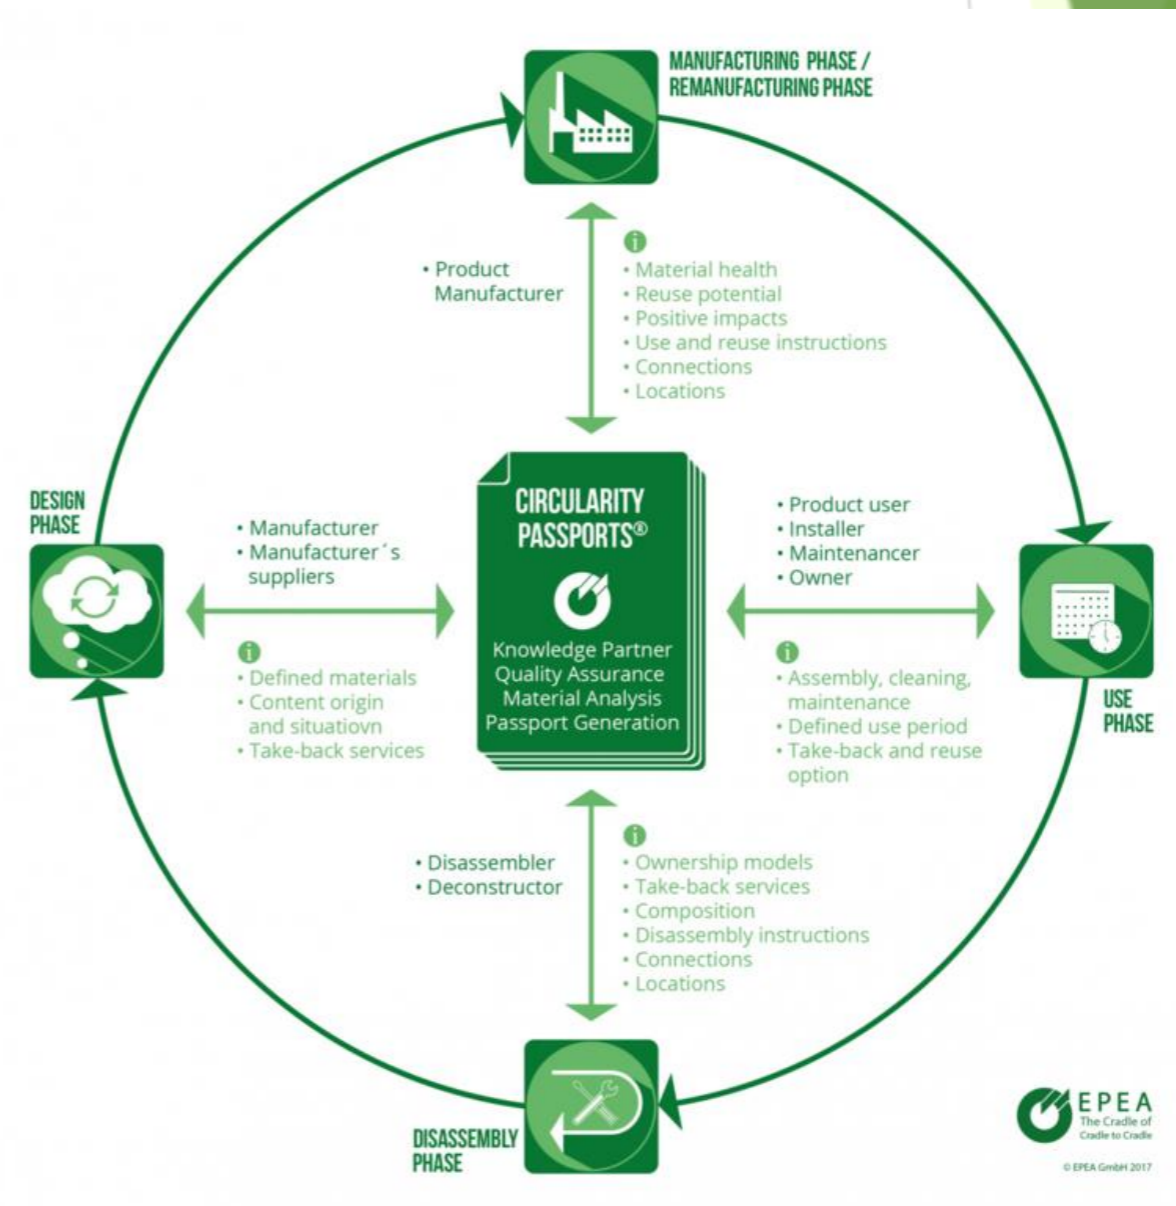 MANUFACTURING PHASE /
REMANUFACTURING PHASE
• Product
Manufacturer
• Material health
• Reuse potential
• Positive impacts
• Use and reuse instructions
• Connections
• Locations
DESIGN
PHASE
• Manufacturer
• Manufacturer´s
suppliers
• Defined materials
• Content origin
and situatiovn
• Take-back services
CIRCULARITY
PASSPORTS®
Knowledge Partner
Quality Assurance
Material Analysis
Passport Generation
• Product user
• Installer
• Maintenancer
• Owner
• Assembly, cleaning,
maintenance
• Defined use period
• Take-back and reuse
option
USE
PHASE
• Disassembler
• Deconstructor
• Ownership models
• Take-back services
• Composition
• Disassembly instructions
• Connections
• Locations
DISASSEMBLY
PHASE
EPEA
The Cradle of
Cradle to Cradle
© EPEA GmbH 2017